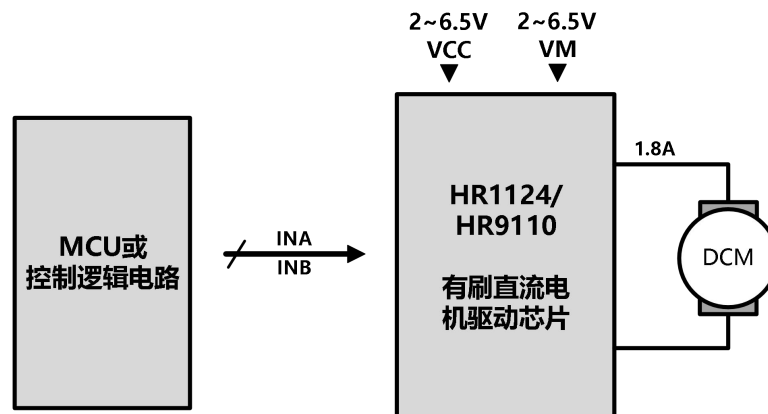 2~6.5V 2~6.5V
VCC VM
1.8A
HR1124/
HR9110
MCU或
控制逻辑电路
INA
INB
有刷直流电
机驱动芯片
DCM